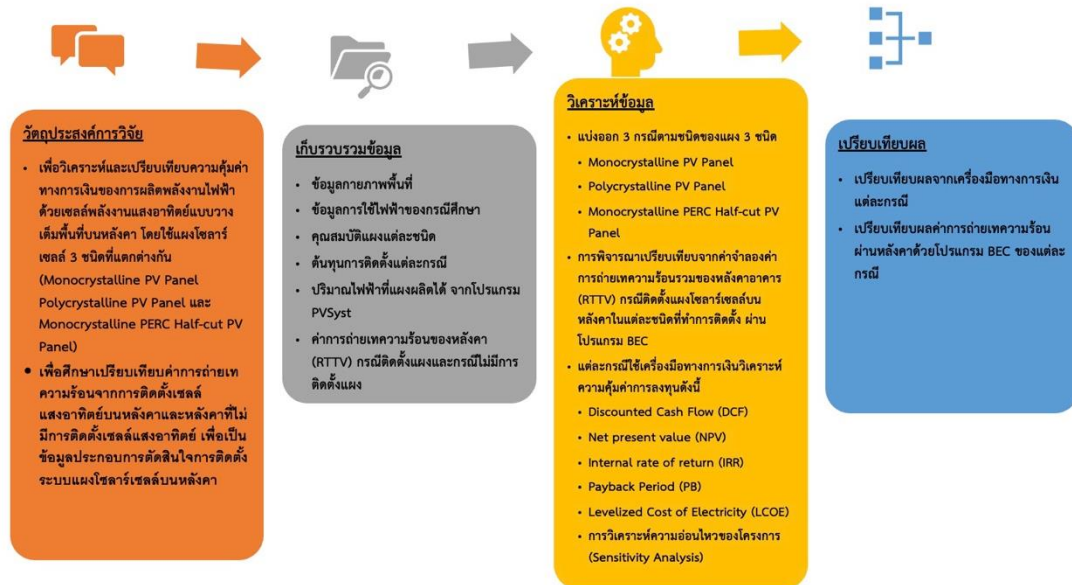 วัตถุประสงค์การวิจัย
• เพื่อวิเคราะห์และเปรียบเทียบความคุ้มค่า
ทางการเงินของการผลิตพลังงานไฟฟ้า
ด้วยเซลล์พลังงานแสงอาทิตย์แบบวาง
เต็มพื้นที่บนหลังคา โดยใช้แผงโซลาร์
เซลล์ 3 ชนิดที่แตกต่างกัน
(Monocrystalline PV Panel
Polycrystalline PV Panel และ
Monocrystalline PERC Half-cut PV
Panel)
• เพื่อศึกษาเปรียบเทียบค่าการถ่ายเท
ความร้อนจากการติดตั้งเซลล์
แสงอาทิตย์บนหลังคาและหลังคาที่ไม่
มีการติดตั้งเซลล์แสงอาทิตย์ เพื่อเป็น
ข้อมูลประกอบการตัดสินใจการติดตั้ง
ระบบแผงโซลาร์เซลล์บนหลังคา
เก็บรวบรวมข้อมูล
• ข้อมูลกายภาพพื้นที่
• ข้อมูลการใช้ไฟฟ้าของกรณีศึกษา
• คุณสมบัติแผงแต่ละชนิด
• ต้นทุนการติดตั้งแต่ละกรณี
• ปริมาณไฟฟ้าที่แผงผลิตได้ จากโปรแกรม
PVSyst
• ค่าการถ่ายเทความร้อนของหลังคา
(RTTV) กรณีติดตั้งแผงและกรณีไม่มีการ
ติดตั้งแผง
วิเคราะห์ข้อมูล
• แบ่งออก 3 กรณีตามชนิดของแผง 3 ชนิด
• Monocrystalline PV Panel
• Polycrystalline PV Panel
• Monocrystalline PERC Half-cut PV
Panel
• การพิจารณาเปรียบเทียบจากค่าจำลองค่า
การถ่ายเทความร้อนรวมของหลังคาอาคาร
(RTTV) กรณีติดตั้งแผงโซลาร์เซลล์บน
หลังคาในแต่ละชนิดที่ทำการติดตั้ง ผ่าน
โปรแกรม BEC
• แต่ละกรณีใช้เครื่องมือทางการเงินวิเคราะห์
ความคุ้มค่าการลงทุนดังนี้
• Discounted Cash Flow (DCF)
• Net present value (NPV)
• Internal rate of return (IRR)
• Payback Period (PB)
• Levelized Cost of Electricity (LCOE)
• การวิเคราะห์ความอ่อนไหวของโครงการ
(Sensitivity Analysis)
เปรียบเทียบผล
• เปรียบเทียบผลจากเครื่องมือทางการเงิน
แต่ละกรณี
• เปรียบเทียบผลค่าการถ่ายเทความร้อน
ผ่านหลังคาด้วยโปรแกรม BEC ของแต่ละ
กรณี